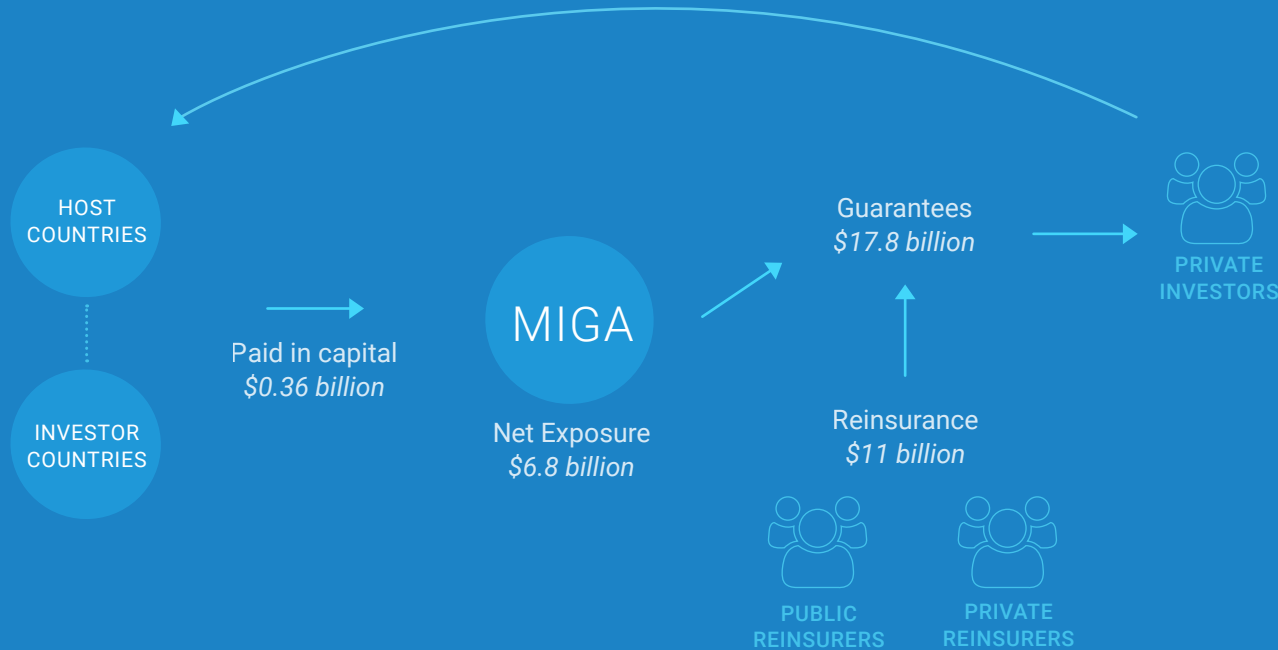 HOST
COUNTRIES
INVESTOR
COUNTRIES
Paid in capital
$0.36 billion
MIGA
Net Exposure
$6.8 billion
Guarantees
$17.8 billion
Reinsurance
$11 billion
PUBLIC
REINSURERS
PRIVATE
REINSURERS
PRIVATE
INVESTORS